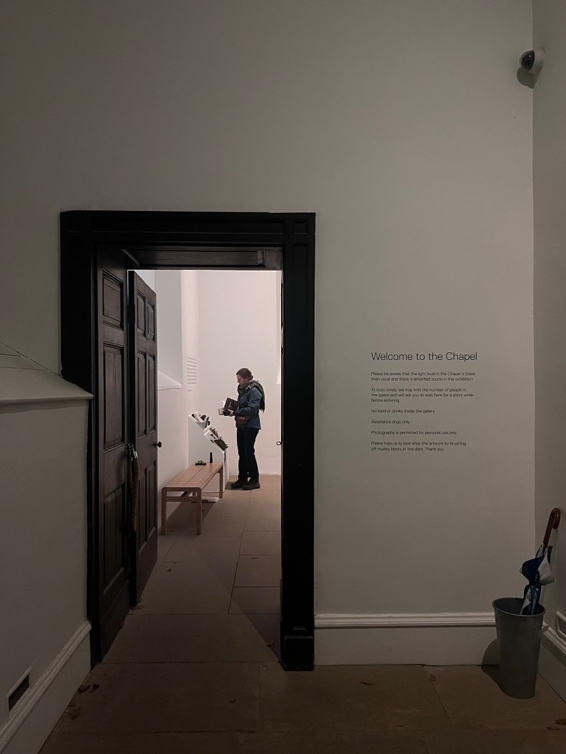 Welcome to the Chapel
Please be aware that the light level in the Chapel is lower
than usual and there is amplified sound in the exhibition.
At busy times, we may limit the number of people in
the space and will ask you to wait here for a short while
before entering.
No food or drinks inside the gallery.
Assistance dogs only.
Photography is permitted for personal use only.
Please help us to look after the artwork by brushing
off muddy boots at the door. Thank you.